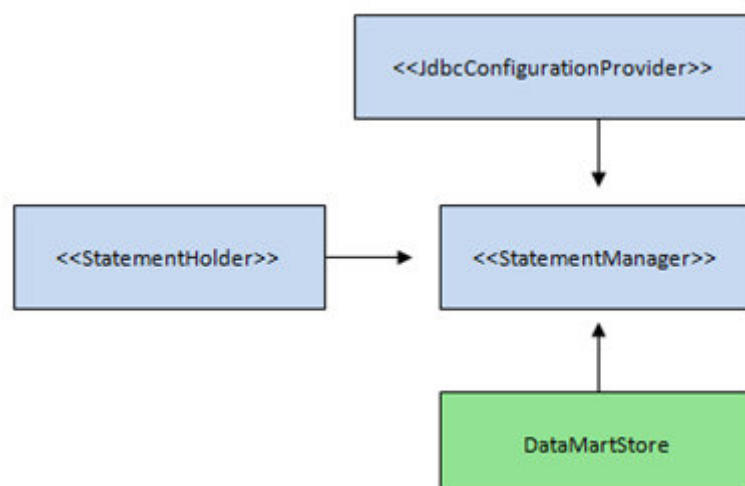 <<JdbcConfigurationProvider>>
<<StatementHolder>>
<<StatementManager>>
DataMartStore